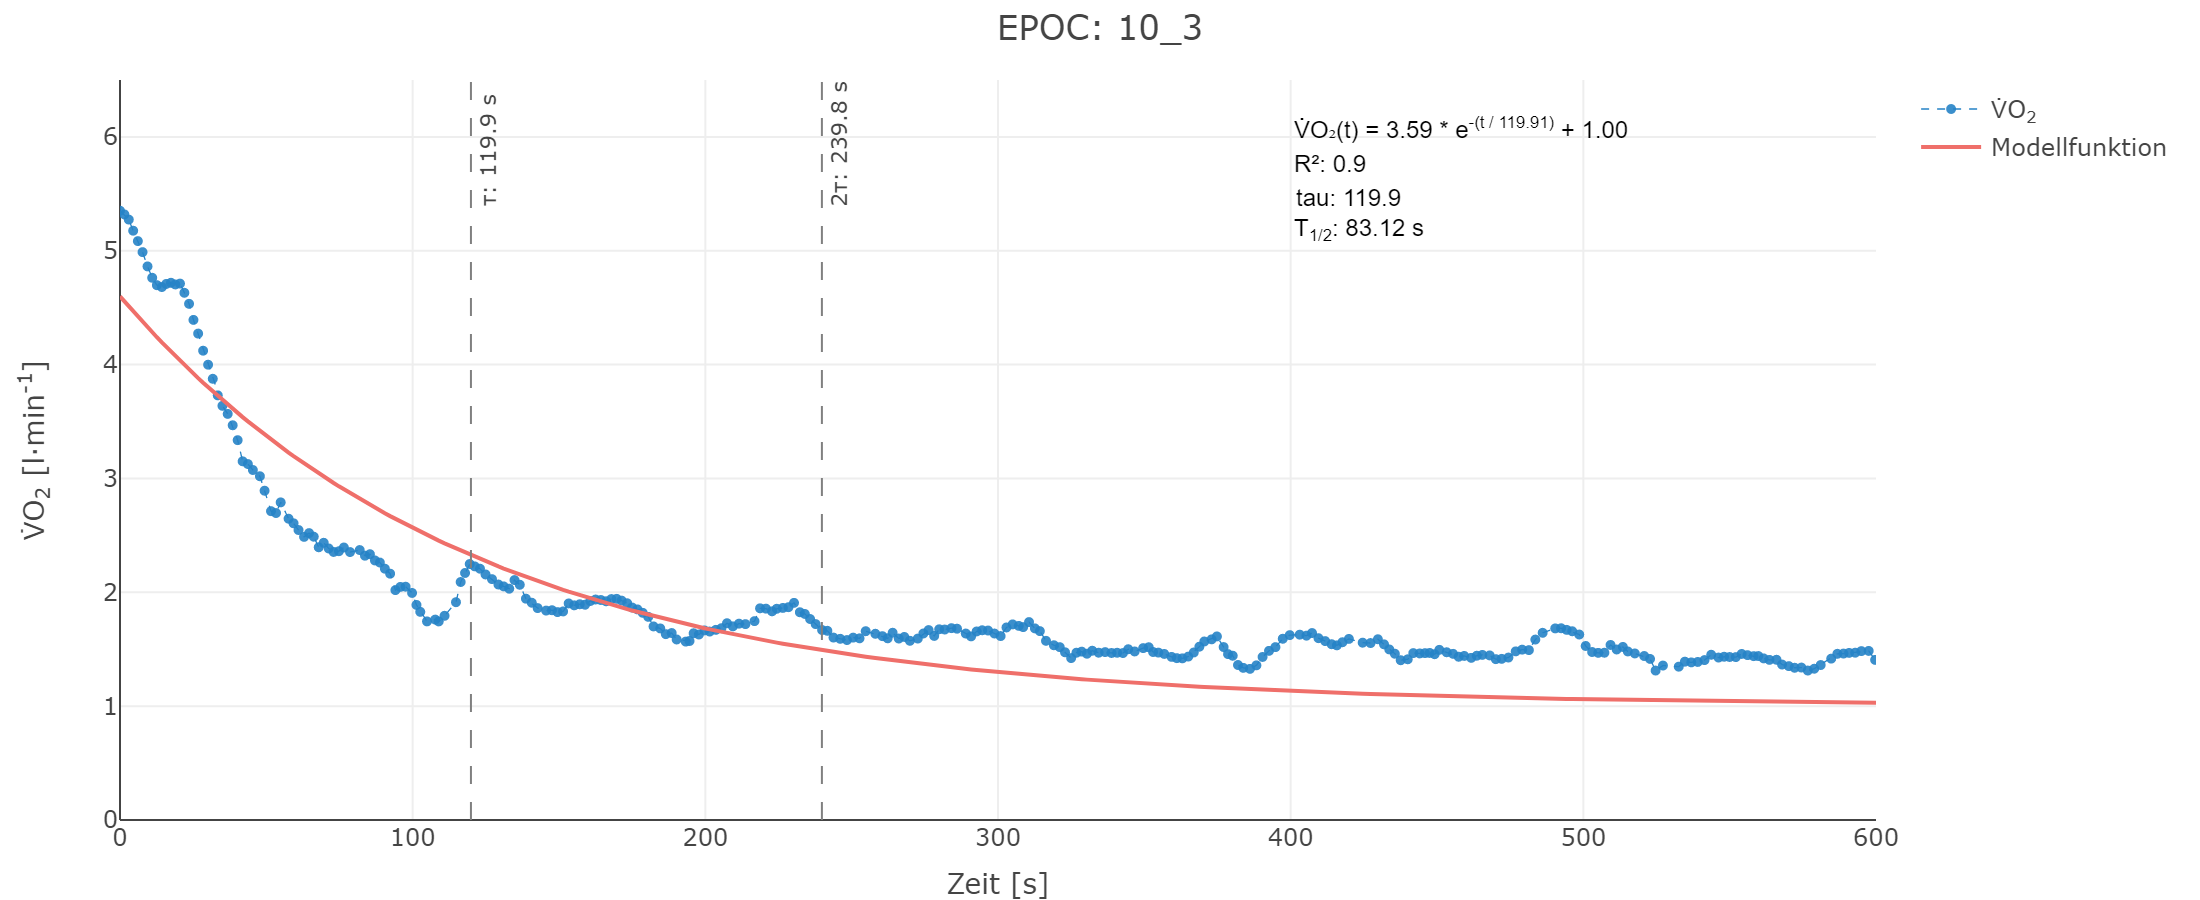 EPOC: 10_3
τ: 119.9 s
2τ: 239.8 s
V̇O₂(t) = 3.59 * e-(t / 119.91) + 1.00
R²: 0.9
tau: 119.9
T1/2: 83.12 s
V̇O2
Modellfunktion
V̇O2 [l·min-1]
6
5
4
3
2
1
0
0 100 200 300 400 500 600
Zeit [s]